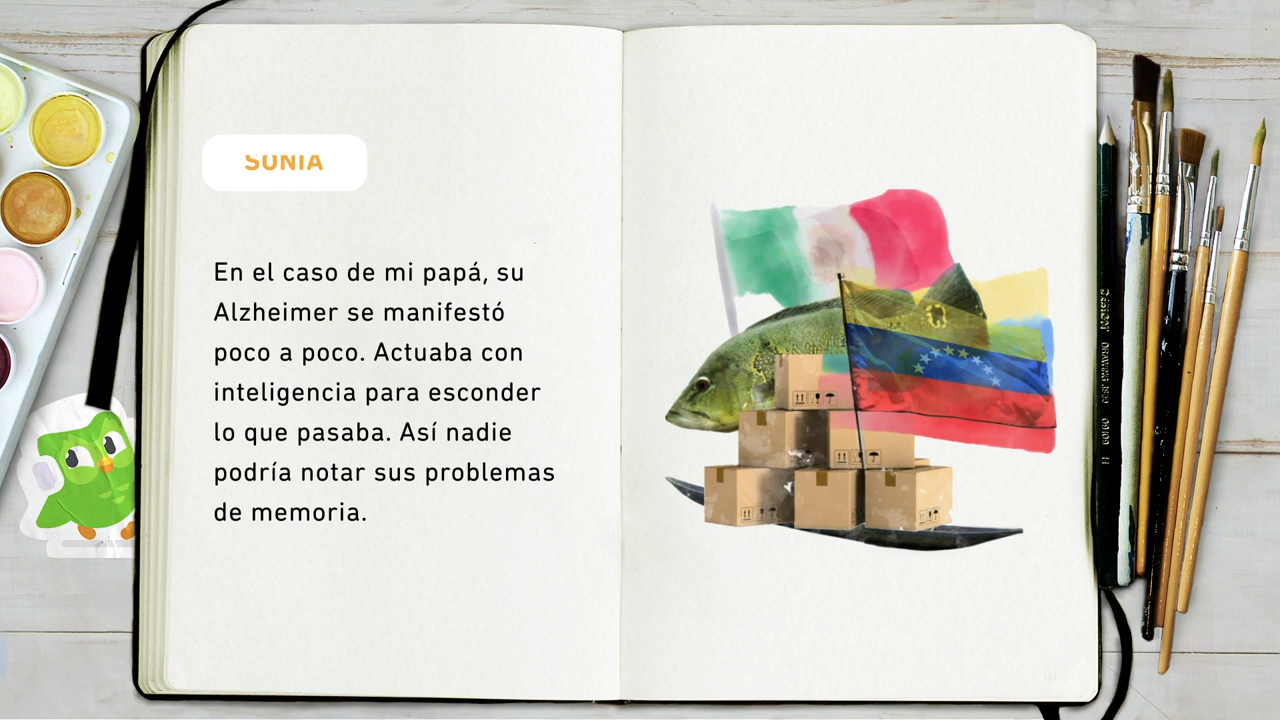 SONIA
En el caso de mi papá, su
Alzheimer se manifestó
poco a poco. Actuaba con
inteligencia para esconder
lo que pasaba. Así nadie
podría notar sus problemas
de memoria.